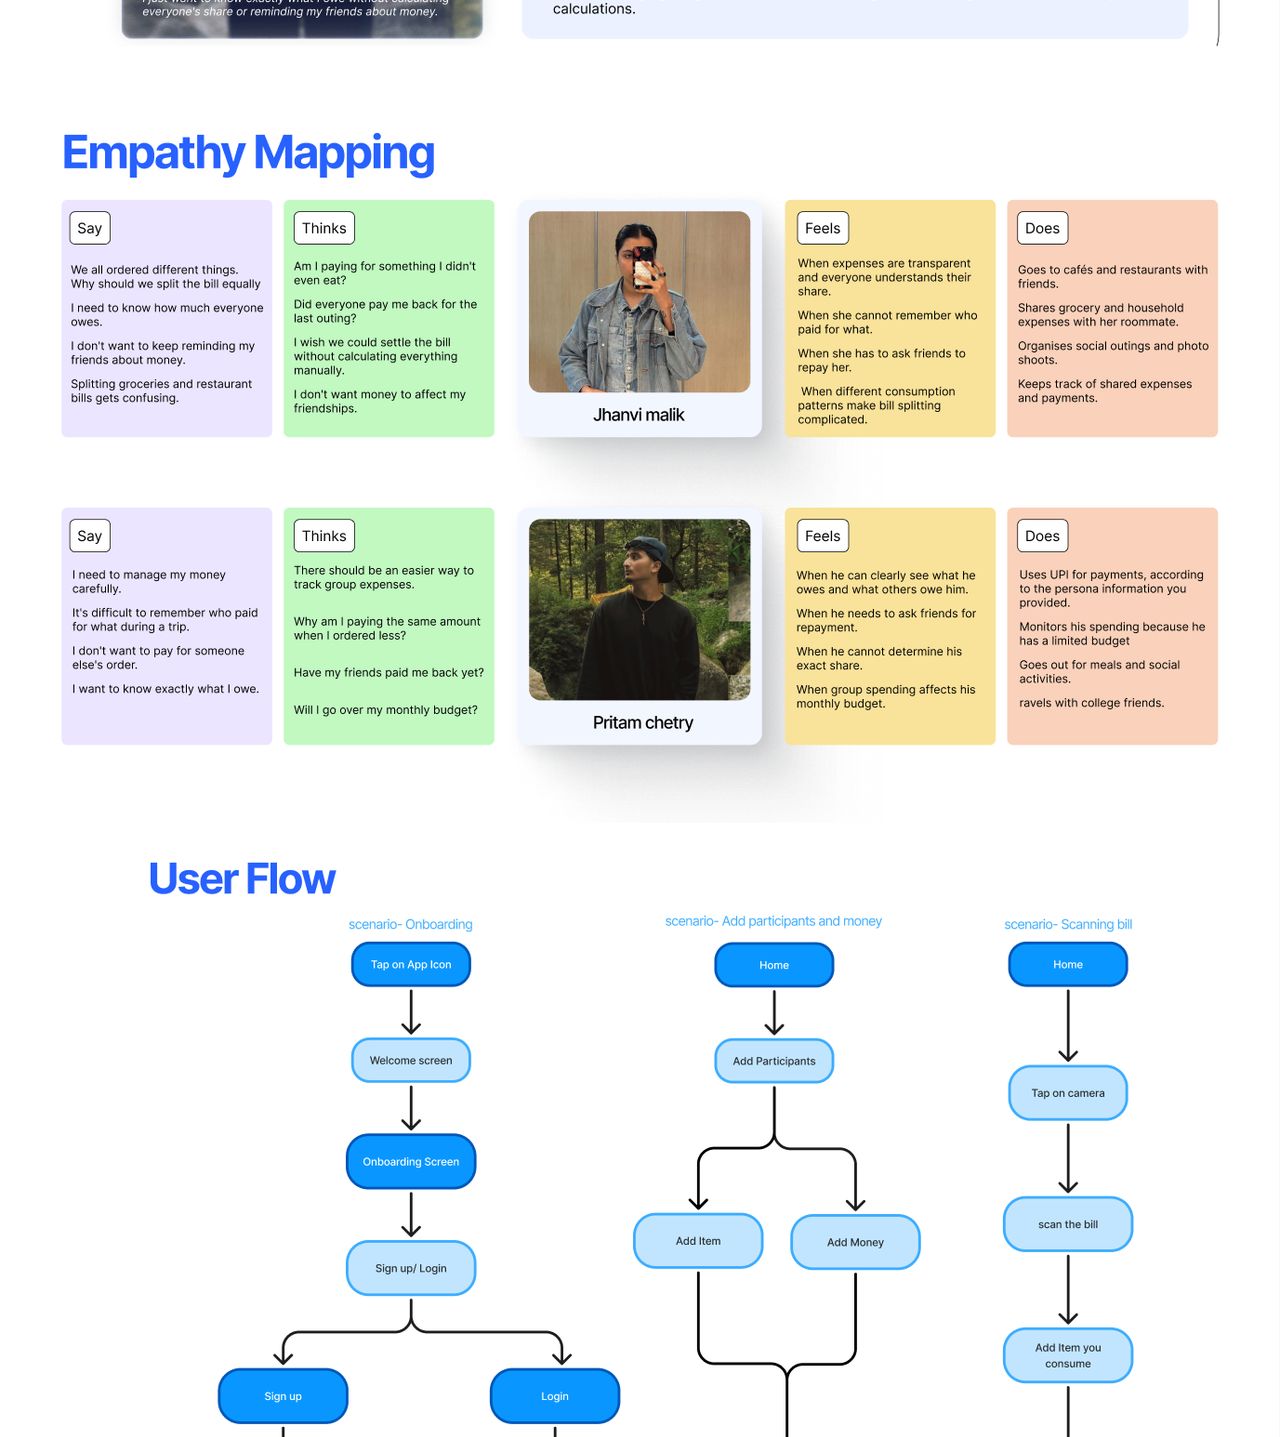 I just want to know exactly what I owe without calculating
everyone's share or reminding my friends about money.
calculations.
Empathy Mapping
Say
We all ordered different things.
Why should we split the bill equally
I need to know how much everyone
owes.
I don't want to keep reminding my
friends about money.
Splitting groceries and restaurant
bills gets confusing.
Thinks
Am I paying for something I didn't
even eat?
Did everyone pay me back for the
last outing?
I wish we could settle the bill
without calculating everything
manually.
I don't want money to affect my
friendships.
Jhanvi malik
Feels
When expenses are transparent
and everyone understands their
share.
When she cannot remember who
paid for what.
When she has to ask friends to
repay her.
When different consumption
patterns make bill splitting
complicated.
Does
Goes to cafés and restaurants with
friends.
Shares grocery and household
expenses with her roommate.
Organises social outings and photo
shoots.
Keeps track of shared expenses
and payments.
Say
I need to manage my money
carefully.
It's difficult to remember who paid
for what during a trip.
I don't want to pay for someone
else's order.
I want to know exactly what I owe.
Thinks
There should be an easier way to
track group expenses.
Why am I paying the same amount
when I ordered less?
Have my friends paid me back yet?
Will I go over my monthly budget?
Pritam chetry
Feels
When he can clearly see what he
owes and what others owe him.
When he needs to ask friends for
repayment.
When he cannot determine his
exact share.
When group spending affects his
monthly budget.
Does
Uses UPI for payments, according
to the persona information you
provided.
Monitors his spending because he
has a limited budget
Goes out for meals and social
activities.
ravels with college friends.
User Flow
scenario- Onboarding
Tap on App Icon
Welcome screen
Onboarding Screen
Sign up/ Login
Sign up
Login
scenario- Add participants and money
Home
Add Participants
Add Item
Add Money
scenario- Scanning bill
Home
Tap on camera
scan the bill
Add Item you
consume